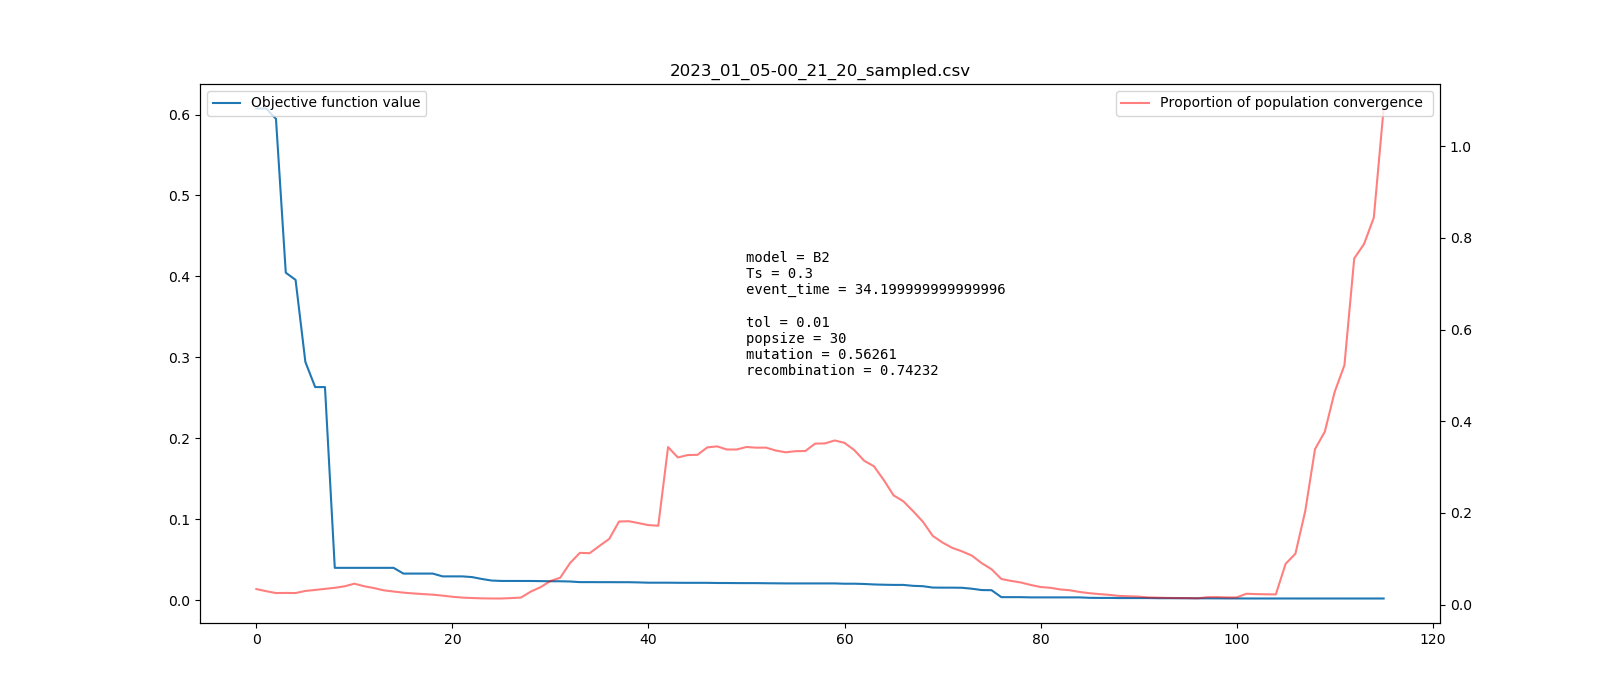 2023_01_05-00_21_20_sampled.csv
Objective function value
Proportion of population convergence
0.6
0.5
0.4
0.3
0.2
0.1
0.0
model = B2
Ts = 0.3
event_time = 34.199999999999996
tol = 0.01
popsize = 30
mutation = 0.56261
recombination = 0.74232
1.0
0.8
0.6
0.4
0.2
0.0
0 20 40 60 80 100 120